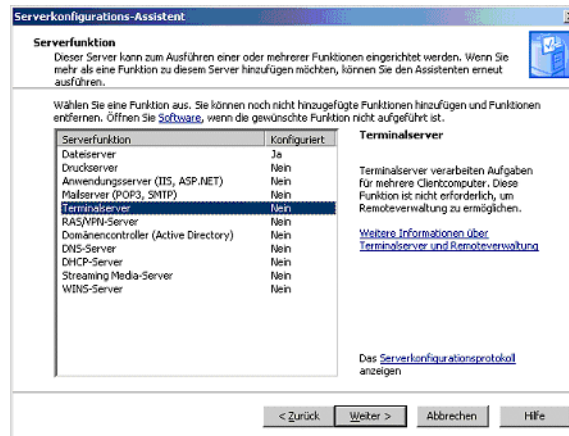 Serverkonfigurations-Assistent
Serverfunktion
Dieser Server kann zum Ausführen einer oder mehrerer Funktionen eingerichtet werden. Wenn Sie
mehr als eine Funktion zu diesem Server hinzufügen möchten, können Sie den Assistenten erneut
ausführen.
Wählen Sie eine Funktion aus. Sie können noch nicht hinzugefügte Funktionen hinzufügen und Funktionen
entfernen. Öffnen Sie Software, wenn die gewünschte Funktion nicht aufgeführt ist.
Serverfunktion Konfiguriert
Dateiserver Ja
Druckserver Nein
Anwendungsserver (IIS, ASP.NET) Nein
Mailserver (POP3, SMTP) Nein
Terminalserver Nein
RAS/VPN-Server Nein
Domänencontroller (Active Directory) Nein
DNS-Server Nein
DHCP-Server Nein
Streaming Media-Server Nein
WINS-Server Nein
Terminalserver
Terminalserver verarbeiten Aufgaben
für mehrere Clientcomputer. Diese
Funktion ist nicht erforderlich, um
Remoteverwaltung zu ermöglichen.
Weitere Informationen über
Terminalserver und Remoteverwaltung
Das Serverkonfigurationsprotokoll
anzeigen
< Zurück Weiter > Abbrechen Hilfe